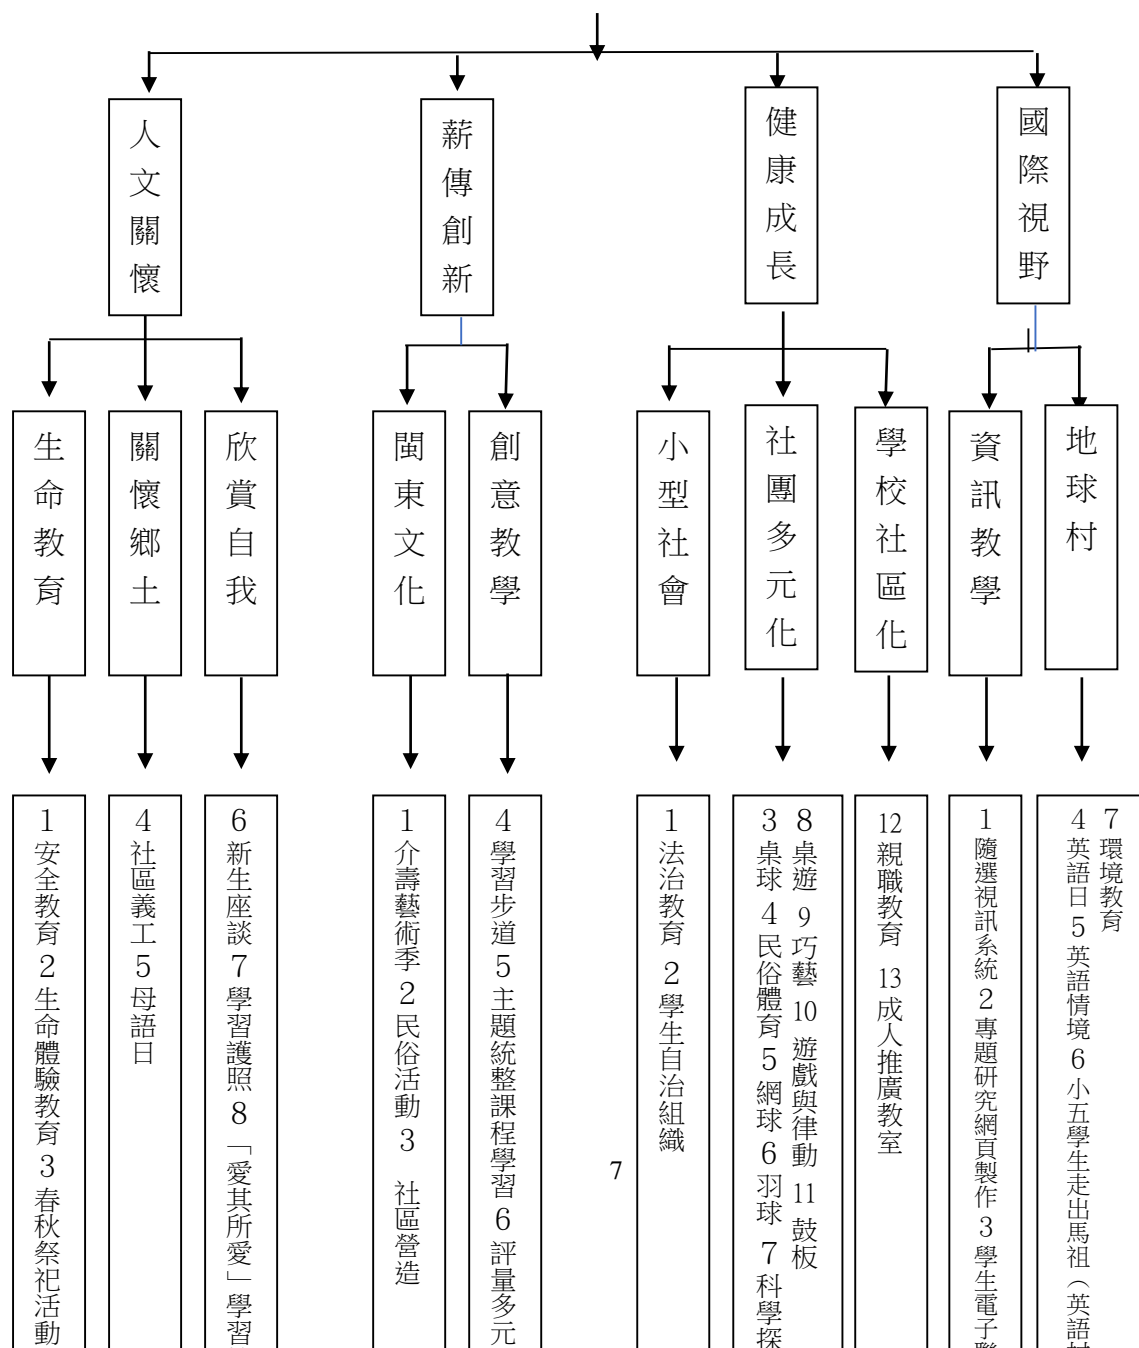 人文關懷
薪傳創新
健康成長
國際視野
生命教育
關懷鄉土
欣賞自我
閩東文化
創意教學
小型社會
社團多元化
學校社區化
資訊教學
地球村
1 安全教育 2 生命體驗教育 3 春秋祭祀活動
4 社區義工 5 母語日
6 新生座談 7 學習護照 8 「愛其所愛」學習
1 介壽藝術季 2 民俗活動 3 社區營造
4 學習步道 5 主題統整課程學習 6 評量多元
1 法治教育 2 學生自治組織
3 桌球 4 民俗體育 5 網球 6 羽球 7 科學探
8 桌遊 9 巧藝 10 遊戲與律動 11 鼓板
12 親職教育 13 成人推廣教室
1 隨選視訊系統 2 專題研究網頁製作 3 學生電子
4 英語日 5 英語情境 6 小五學生走出馬祖（英語村
7 環境教育
7